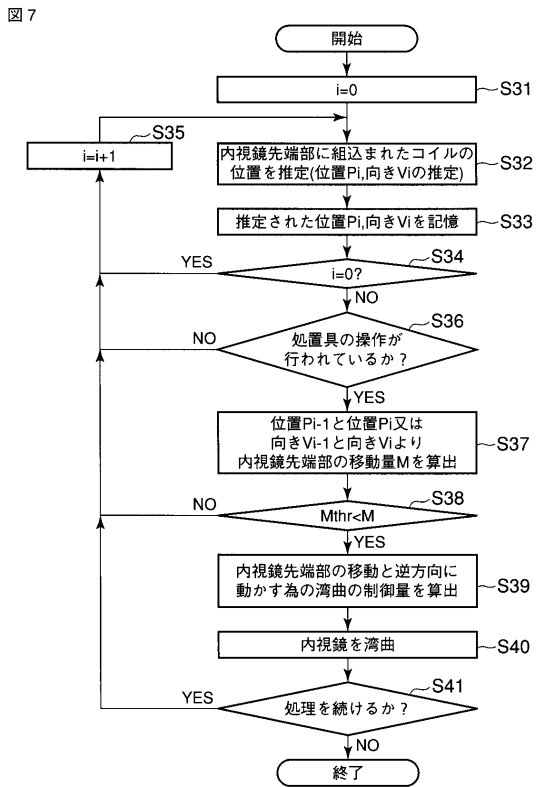 図7
開始
i=0
S31
S35
i=i+1
内視鏡先端部に組込まれたコイルの
位置を推定(位置Pi,向きViの推定)
S32
推定された位置Pi,向きViを記憶
S33
S34
YES
i=0?
NO
S36
NO
処置具の操作が
行われているか?
YES
位置Pi-1と位置Pi又は
向きVi-1と向きViより
内視鏡先端部の移動量Mを算出
S37
S38
NO
Mthr<M
YES
内視鏡先端部の移動と逆方向に
動かす為の湾曲の制御量を算出
S39
内視鏡を湾曲
S40
S41
YES
処理を続けるか?
NO
終了